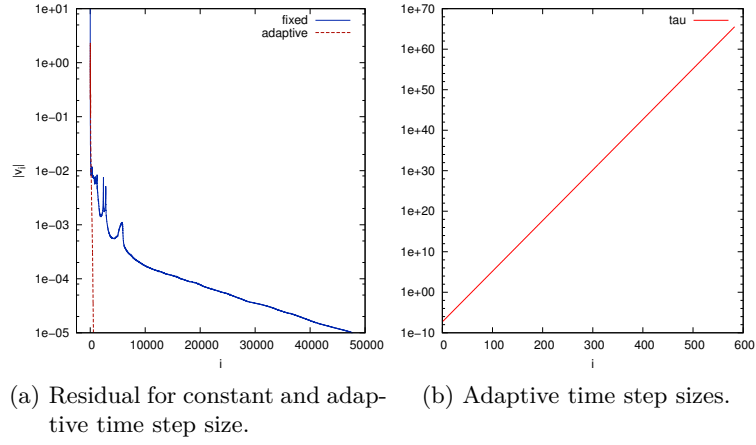 1e+01
1e+00
1e-01
1e-02
1e-03
1e-04
1e-05
|v_i|
0 10000 20000 30000 40000 50000
i
fixed
adaptive
1e+70
1e+60
1e+50
1e+40
1e+30
1e+20
1e+10
1e+00
1e-10
0 100 200 300 400 500 600
i
tau
(a) Residual for constant and adap-
tive time step size.
(b) Adaptive time step sizes.